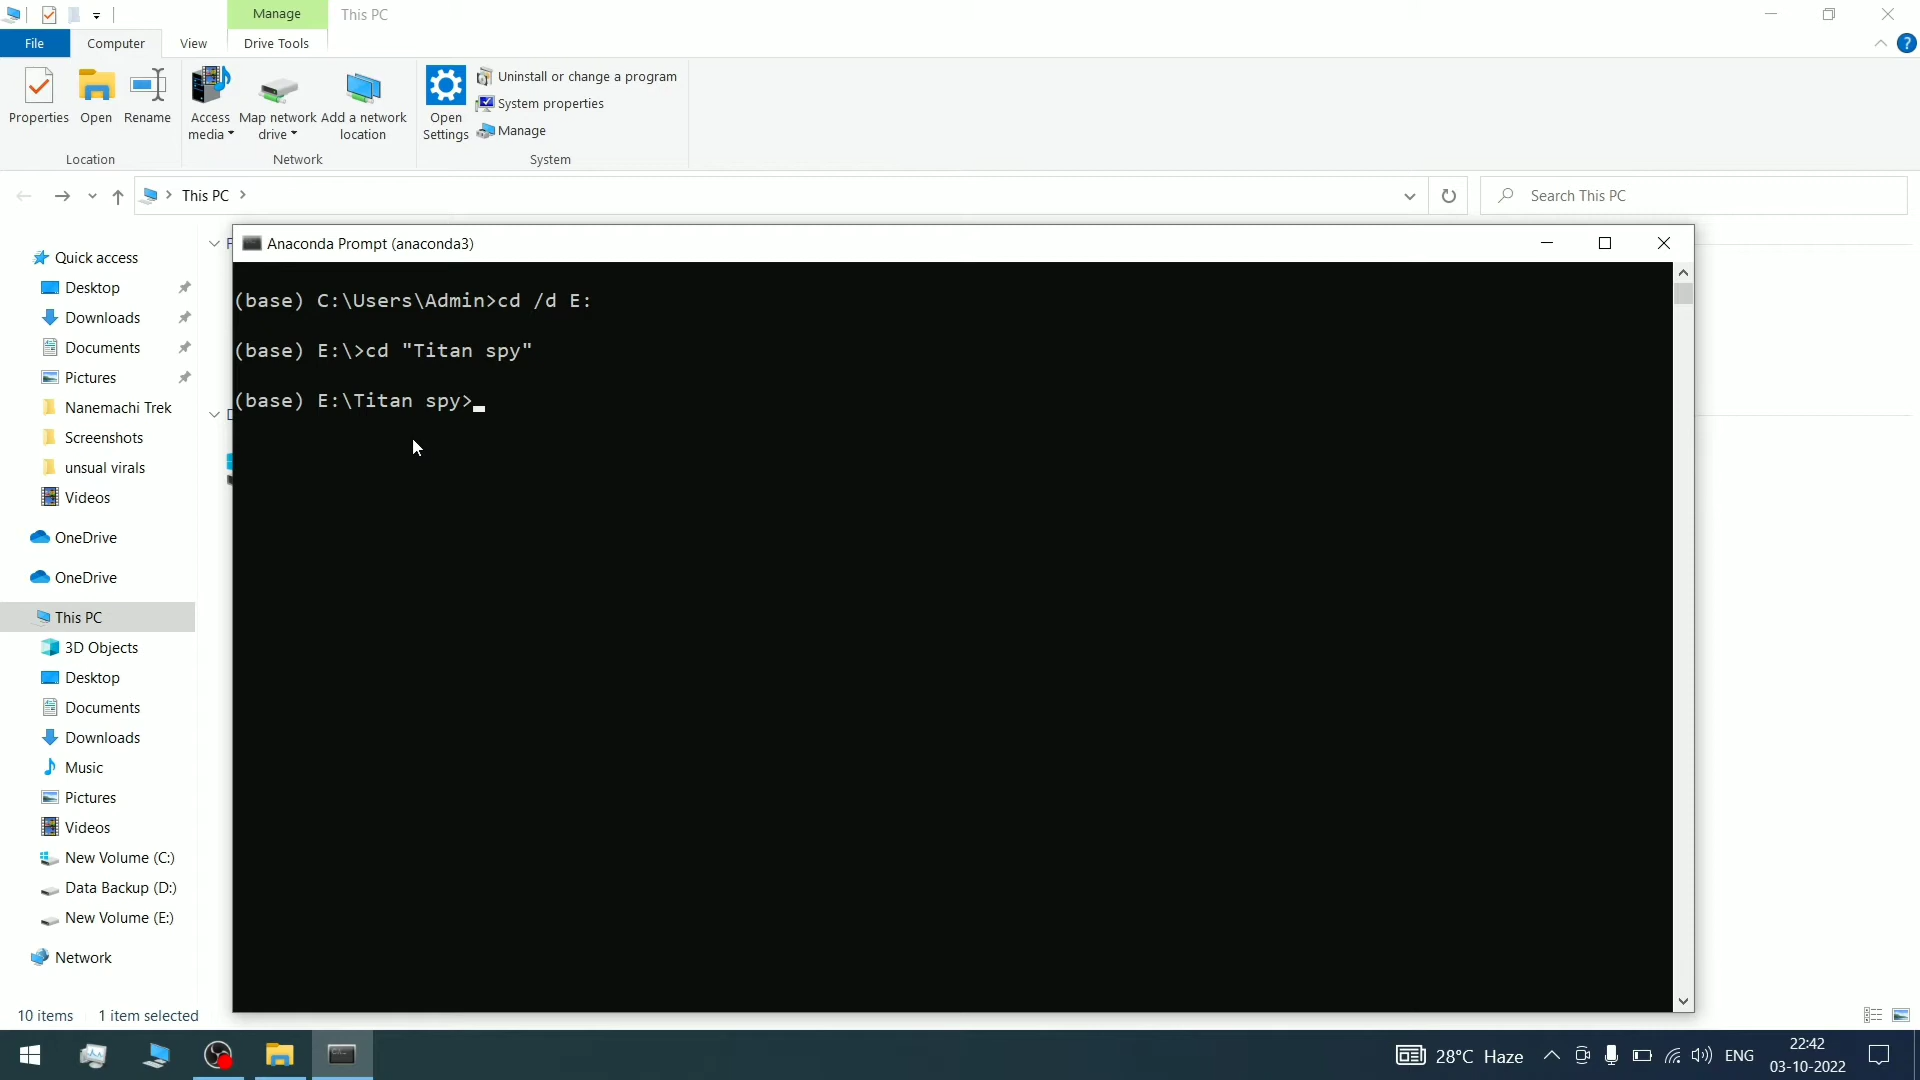 Manage
This PC
File
Computer
View
Drive Tools
Properties
Open
Rename
Access media
Map network drive
Add a network location
Open Settings
Uninstall or change a program
System properties
Manage
Location
Network
System
This PC
Search This PC
Anaconda Prompt (anaconda3)
(base) C:\Users\Admin>cd /d E:
(base) E:\>cd "Titan spy"
(base) E:\Titan spy>
Quick access
Desktop
Downloads
Documents
Pictures
Nanemachi Trek
Screenshots
unsual virals
Videos
OneDrive
OneDrive
This PC
3D Objects
Desktop
Documents
Downloads
Music
Pictures
Videos
New Volume (C:)
Data Backup (D:)
New Volume (E:)
Network
10 items
1 item selected
28°C Haze
ENG
22:42
03-10-2022